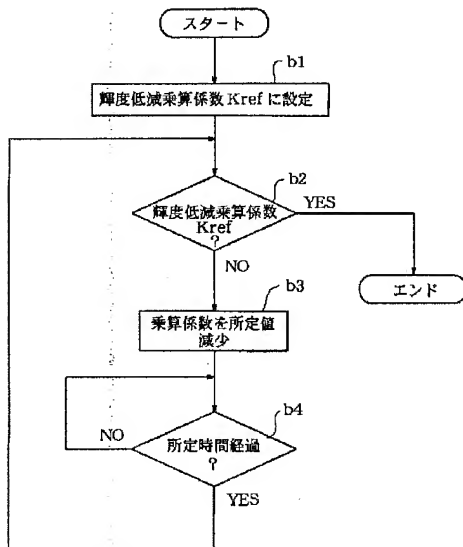 スタート
b1
輝度低減乗算係数 Kref に設定
b2
輝度低減乗算係数
Kref
?
YES
NO
エンド
b3
乗算係数を所定値
減少
b4
所定時間経過
?
NO
YES